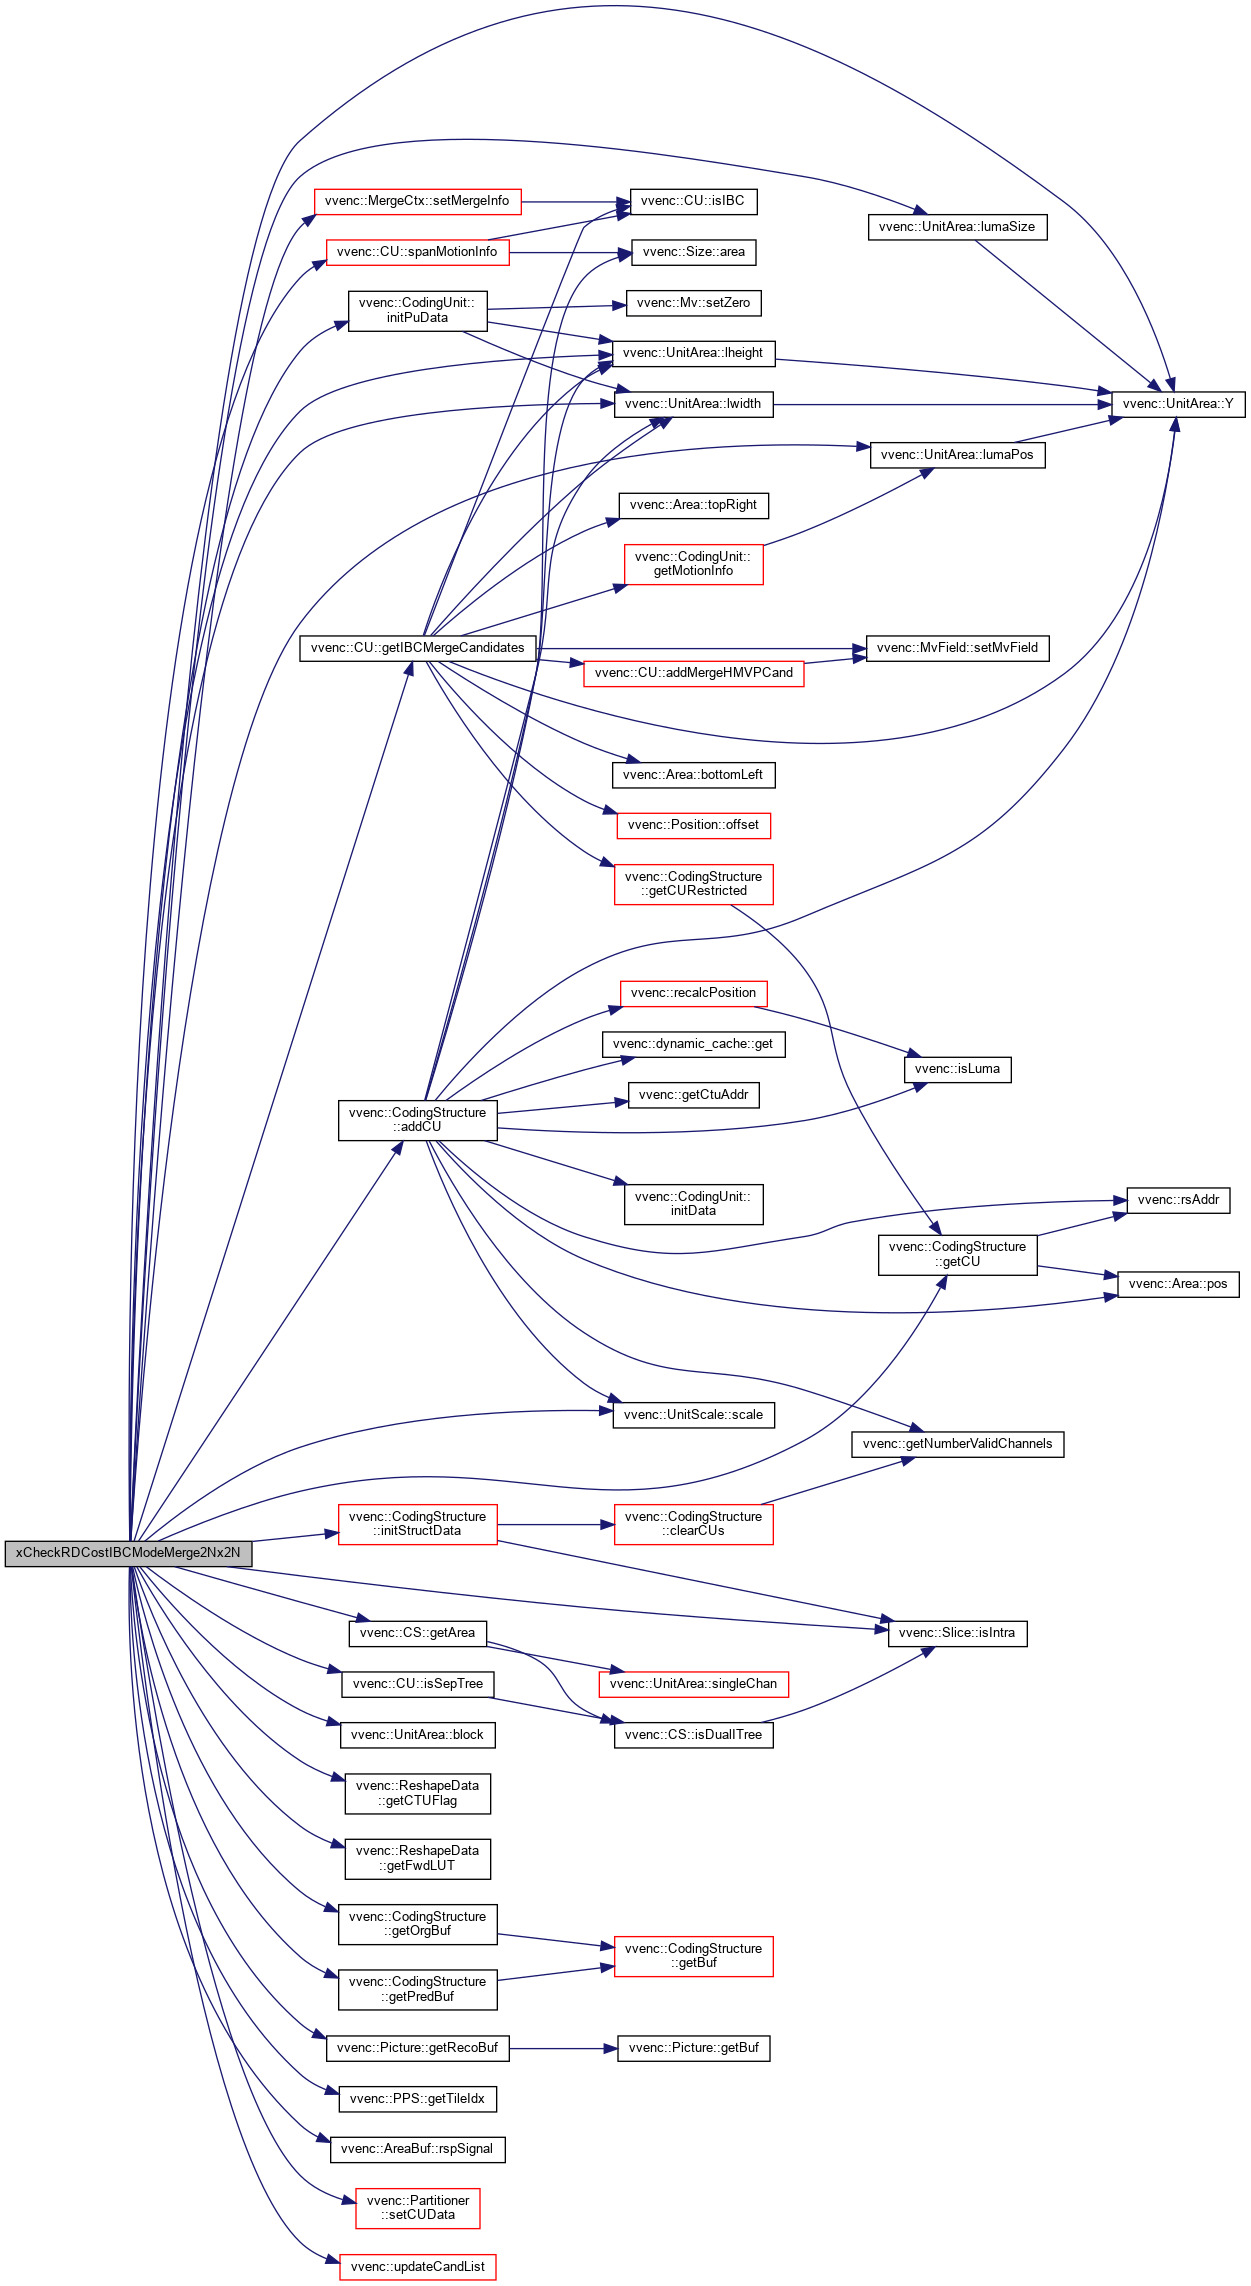 vvenc::MergeCtx::setMergeInfo
vvenc::CU::isIBC
vvenc::UnitArea::lumaSize
vvenc::CU::spanMotionInfo
vvenc::Size::area
vvenc::CodingUnit::
initPuData
vvenc::Mv::setZero
vvenc::UnitArea::lheight
vvenc::UnitArea::lwidth
vvenc::UnitArea::Y
vvenc::UnitArea::lumaPos
vvenc::Area::topRight
vvenc::CodingUnit::
getMotionInfo
vvenc::CU::getIBCMergeCandidates
vvenc::MvField::setMvField
vvenc::CU::addMergeHMVPCand
vvenc::Area::bottomLeft
vvenc::Position::offset
vvenc::CodingStructure
::getCURestricted
vvenc::recalcPosition
vvenc::dynamic_cache::get
vvenc::isLuma
vvenc::getCtuAddr
vvenc::CodingStructure
::addCU
vvenc::CodingUnit::
initData
vvenc::rsAddr
vvenc::CodingStructure
::getCU
vvenc::Area::pos
vvenc::UnitScale::scale
vvenc::getNumberValidChannels
vvenc::CodingStructure
::initStructData
vvenc::CodingStructure
::clearCUs
xCheckRDCostIBCModeMerge2Nx2N
vvenc::CS::getArea
vvenc::Slice::isIntra
vvenc::CU::isSepTree
vvenc::UnitArea::singleChan
vvenc::UnitArea::block
vvenc::CS::isDualITree
vvenc::ReshapeData
::getCTUFlag
vvenc::ReshapeData
::getFwdLUT
vvenc::CodingStructure
::getOrgBuf
vvenc::CodingStructure
::getBuf
vvenc::CodingStructure
::getPredBuf
vvenc::Picture::getRecoBuf
vvenc::Picture::getBuf
vvenc::PPS::getTileIdx
vvenc::AreaBuf::rspSignal
vvenc::Partitioner
::setCUData
vvenc::updateCandList